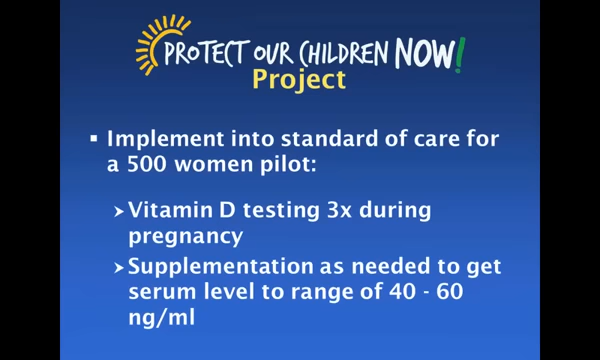 PROTECT OUR CHILDREN NOW!
Project
▪ Implement into standard of care for
a 500 women pilot:
➢ Vitamin D testing 3x during
pregnancy
➢ Supplementation as needed to get
serum level to range of 40 - 60
ng/ml